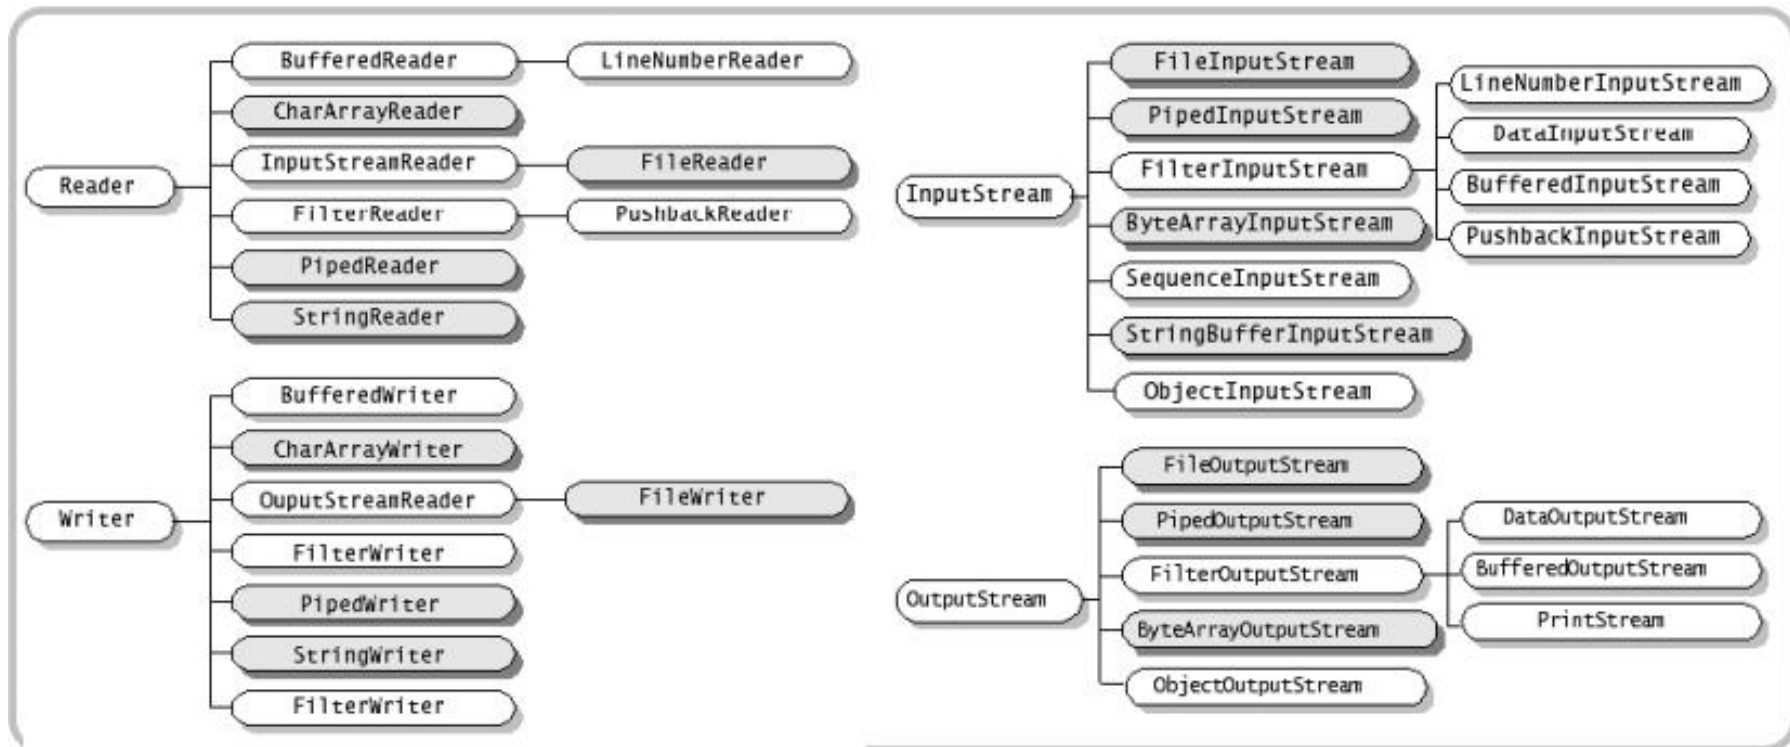 Reader
BufferedReader
LineNumberReader
CharArrayReader
InputStreamReader
FileReader
FilterReader
PushbackReader
PipedReader
StringReader
Writer
BufferedWriter
CharArrayWriter
OuputStreamReader
FileWriter
FilterWriter
PipedWriter
StringWriter
FilterWriter
InputStream
FileInputStream
PipedInputStream
FilterInputStream
LineNumberInputStream
DataInputStream
BufferedInputStream
PushbackInputStream
ByteArrayInputStream
SequenceInputStream
StringBufferInputStream
ObjectInputStream
OutputStream
FileOutputStream
PipedOutputStream
FilterOutputStream
DataOutputStream
BufferedOutputStream
PrintStream
ByteArrayOutputStream
ObjectOutputStream